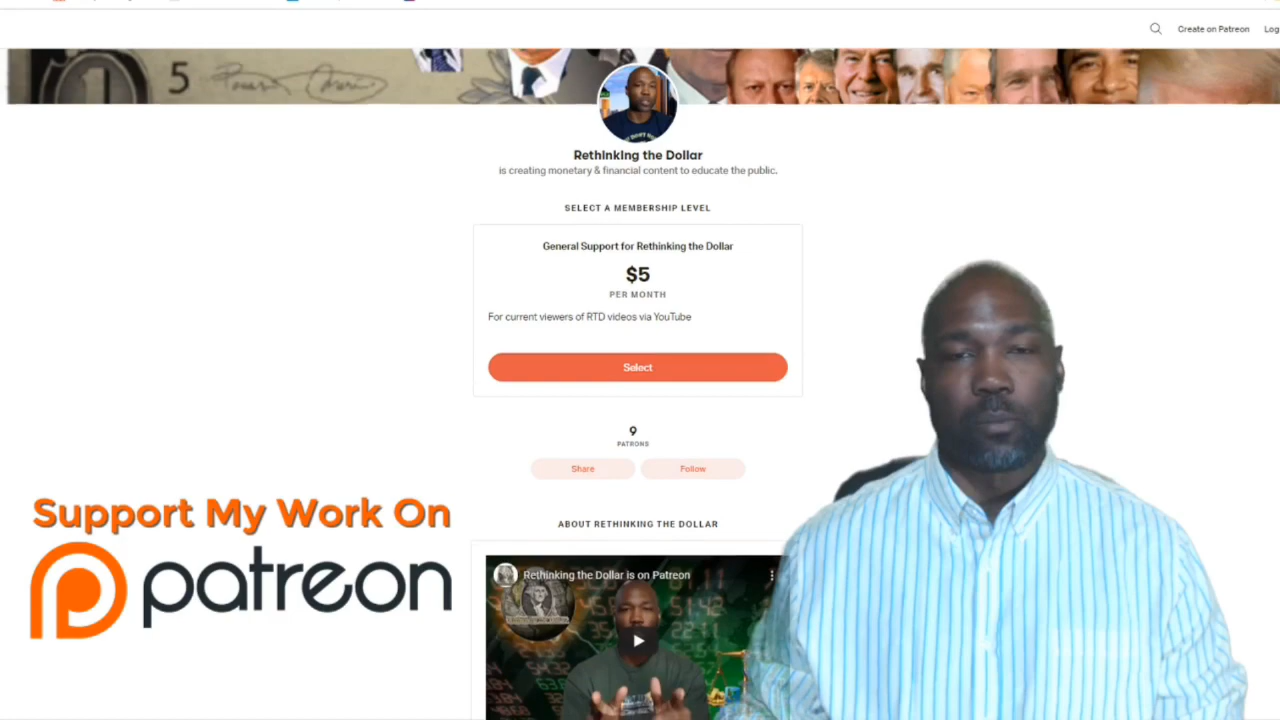 Create on Patreon
Log
5
Rethinking the Dollar
is creating monetary & financial content to educate the public.
SELECT A MEMBERSHIP LEVEL
General Support for Rethinking the Dollar
$5
PER MONTH
For current viewers of RTD videos via YouTube
Select
9
PATRONS
Share
Follow
ABOUT RETHINKING THE DOLLAR
Rethinking the Dollar is on Patreon
Support My Work On
patreon